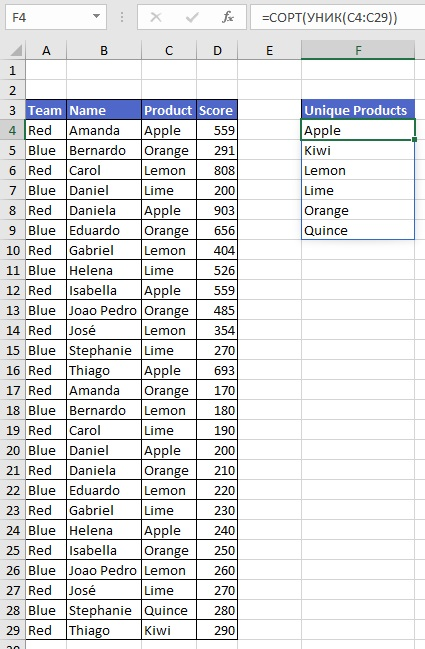 F4 fx =СОРТ(УНИК(C4:C29))
A B C D E F
1
2
3 Team Name Product Score Unique Products
4 Red Amanda Apple 559 Apple
5 Blue Bernardo Orange 291 Kiwi
6 Red Carol Lemon 808 Lemon
7 Blue Daniel Lime 200 Lime
8 Red Daniela Apple 903 Orange
9 Blue Eduardo Orange 656 Quince
10 Red Gabriel Lemon 404
11 Blue Helena Lime 526
12 Red Isabella Apple 559
13 Blue Joao Pedro Orange 485
14 Red José Lemon 354
15 Blue Stephanie Lime 270
16 Red Thiago Apple 693
17 Red Amanda Orange 170
18 Blue Bernardo Lemon 180
19 Red Carol Lime 190
20 Blue Daniel Apple 200
21 Red Daniela Orange 210
22 Blue Eduardo Lemon 220
23 Red Gabriel Lime 230
24 Blue Helena Apple 240
25 Red Isabella Orange 250
26 Blue Joao Pedro Lemon 260
27 Red José Lime 270
28 Blue Stephanie Quince 280
29 Red Thiago Kiwi 290